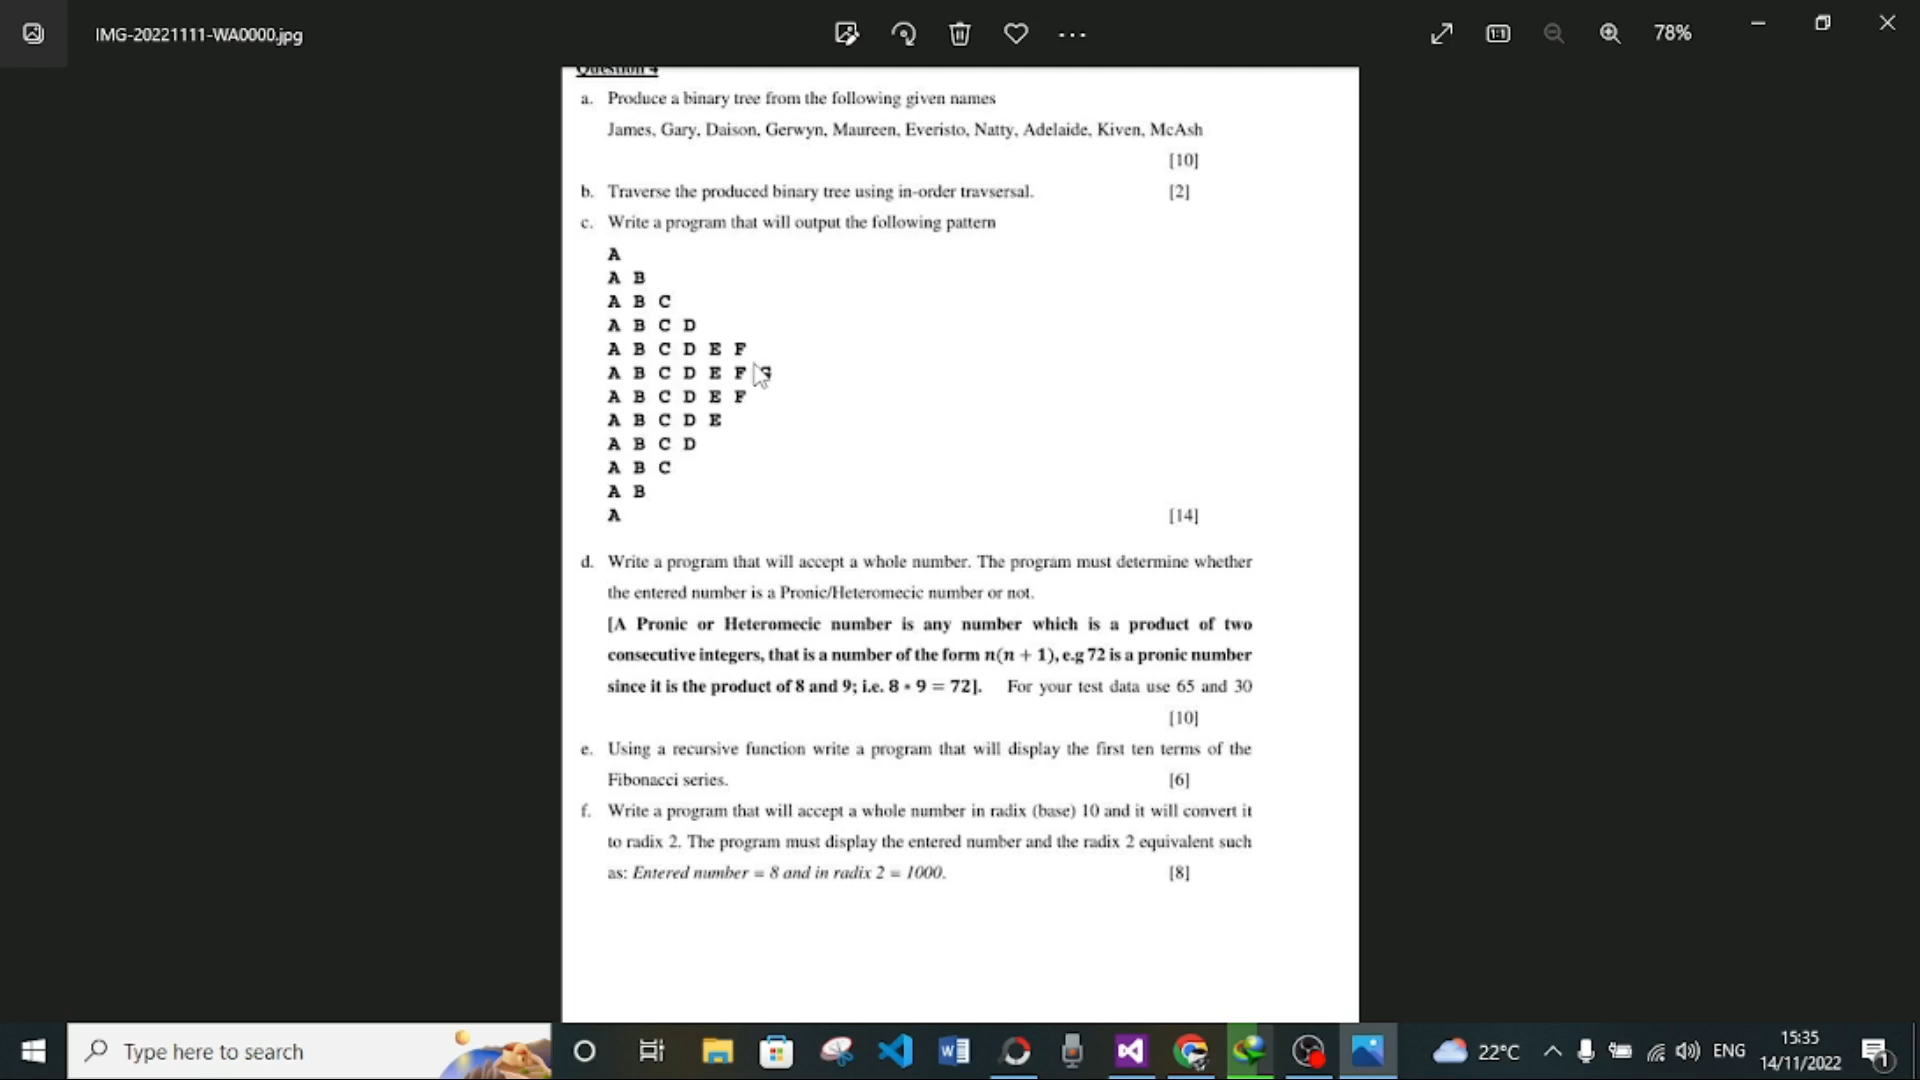 IMG-20221111-WA0000.jpg
78%
Question 4
a. Produce a binary tree from the following given names
James, Gary, Daison, Gerwyn, Maureen, Everisto, Natty, Adelaide, Kiven, McAsh
[10]
b. Traverse the produced binary tree using in-order travsersal. [2]
c. Write a program that will output the following pattern
A
A B
A B C
A B C D
A B C D E F
A B C D E F G
A B C D E F
A B C D E
A B C D
A B C
A B
A [14]
d. Write a program that will accept a whole number. The program must determine whether
the entered number is a Pronic/Heteromecic number or not.
[A Pronic or Heteromecic number is any number which is a product of two
consecutive integers, that is a number of the form n(n + 1), e.g 72 is a pronic number
since it is the product of 8 and 9; i.e. 8 * 9 = 72]. For your test data use 65 and 30
[10]
e. Using a recursive function write a program that will display the first ten terms of the
Fibonacci series. [6]
f. Write a program that will accept a whole number in radix (base) 10 and it will convert it
to radix 2. The program must display the entered number and the radix 2 equivalent such
as: Entered number = 8 and in radix 2 = 1000. [8]
Type here to search
22°C
ENG
15:35
14/11/2022
1